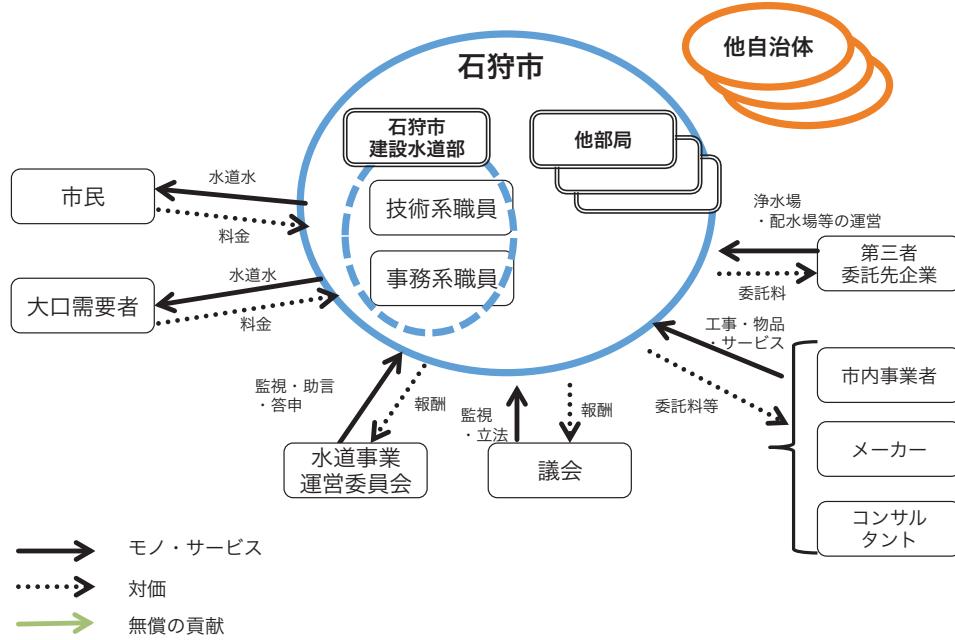 他自治体
石狩市
石狩市
建設水道部
他部局
技術系職員
事務系職員
市民
水道水
料金
大口需要者
水道水
料金
浄水場
・配水場等の運営
第三者
委託先企業
委託料
工事・物品
・サービス
委託料等
市内事業者
メーカー
コンサル
タント
監視・助言
・答申
報酬
水道事業
運営委員会
監視
・立法
報酬
議会
モノ・サービス
対価
無償の貢献